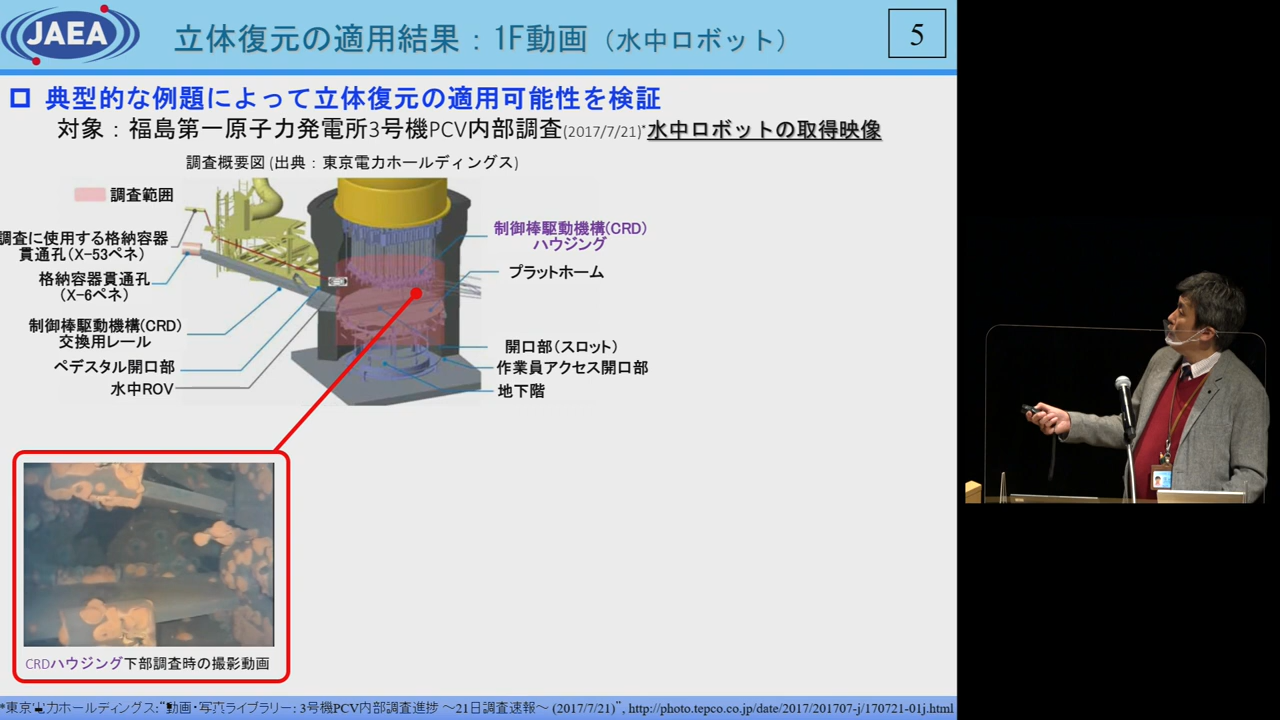 JAEA
立体復元の適用結果：1F動画（水中ロボット）
5
ロ 典型的な例題によって立体復元の適用可能性を検証
対象：福島第一原子力発電所3号機PCV内部調査(2017/7/21)*水中ロボットの取得映像
調査概要図 (出典：東京電力ホールディングス)
調査範囲
調査に使用する格納容器
貫通孔（X-53ペネ）
格納容器貫通孔
（X-6ペネ）
制御棒駆動機構(CRD)
交換用レール
ペデスタル開口部
水中ROV
制御棒駆動機構(CRD)
ハウジング
プラットホーム
開口部（スロット）
作業員アクセス開口部
地下階
CRDハウジング下部調査時の撮影動画
*東京電力ホールディングス:“動画・写真ライブラリー: 3号機PCV内部調査進捗 ～21日調査速報～ (2017/7/21)”, http://photo.tepco.co.jp/date/2017/201707-j/170721-01j.html